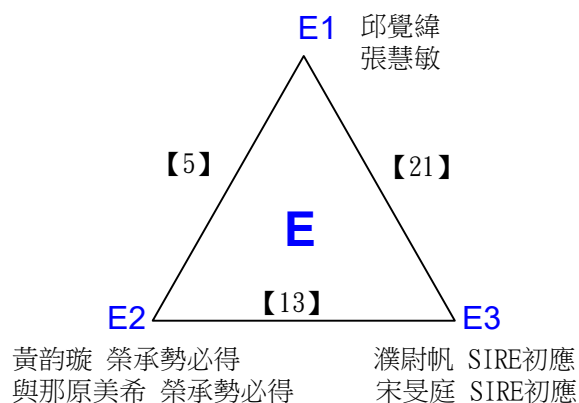 E1 邱覺緯
張慧敏
【5】
【21】
E
【13】
E2
E3
黃韵璇 榮承勢必得
濮尉帆 SIRE初應
與那原美希 榮承勢必得
宋旻庭 SIRE初應